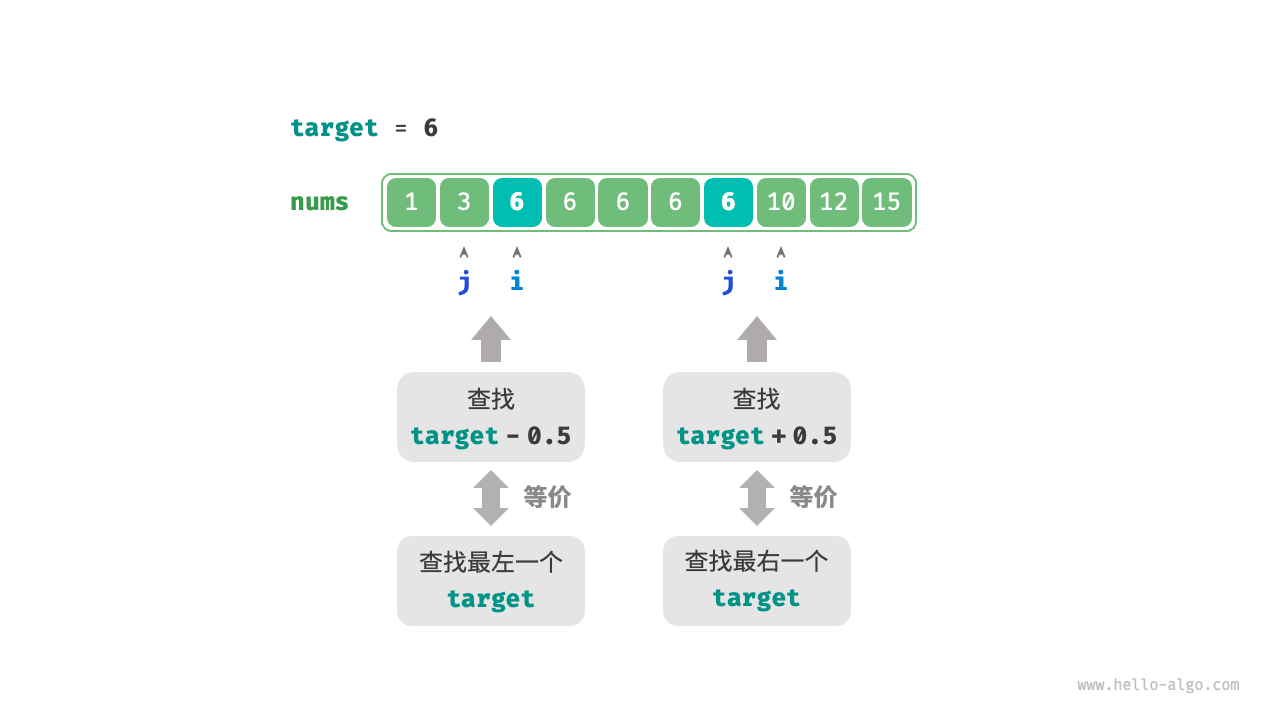 target = 6
nums 1 3 6 6 6 6 6 10 12 15
j i j i
查找
target - 0.5
查找
target + 0.5
等价
等价
查找最左一个
target
查找最右一个
target
www.hello-algo.com